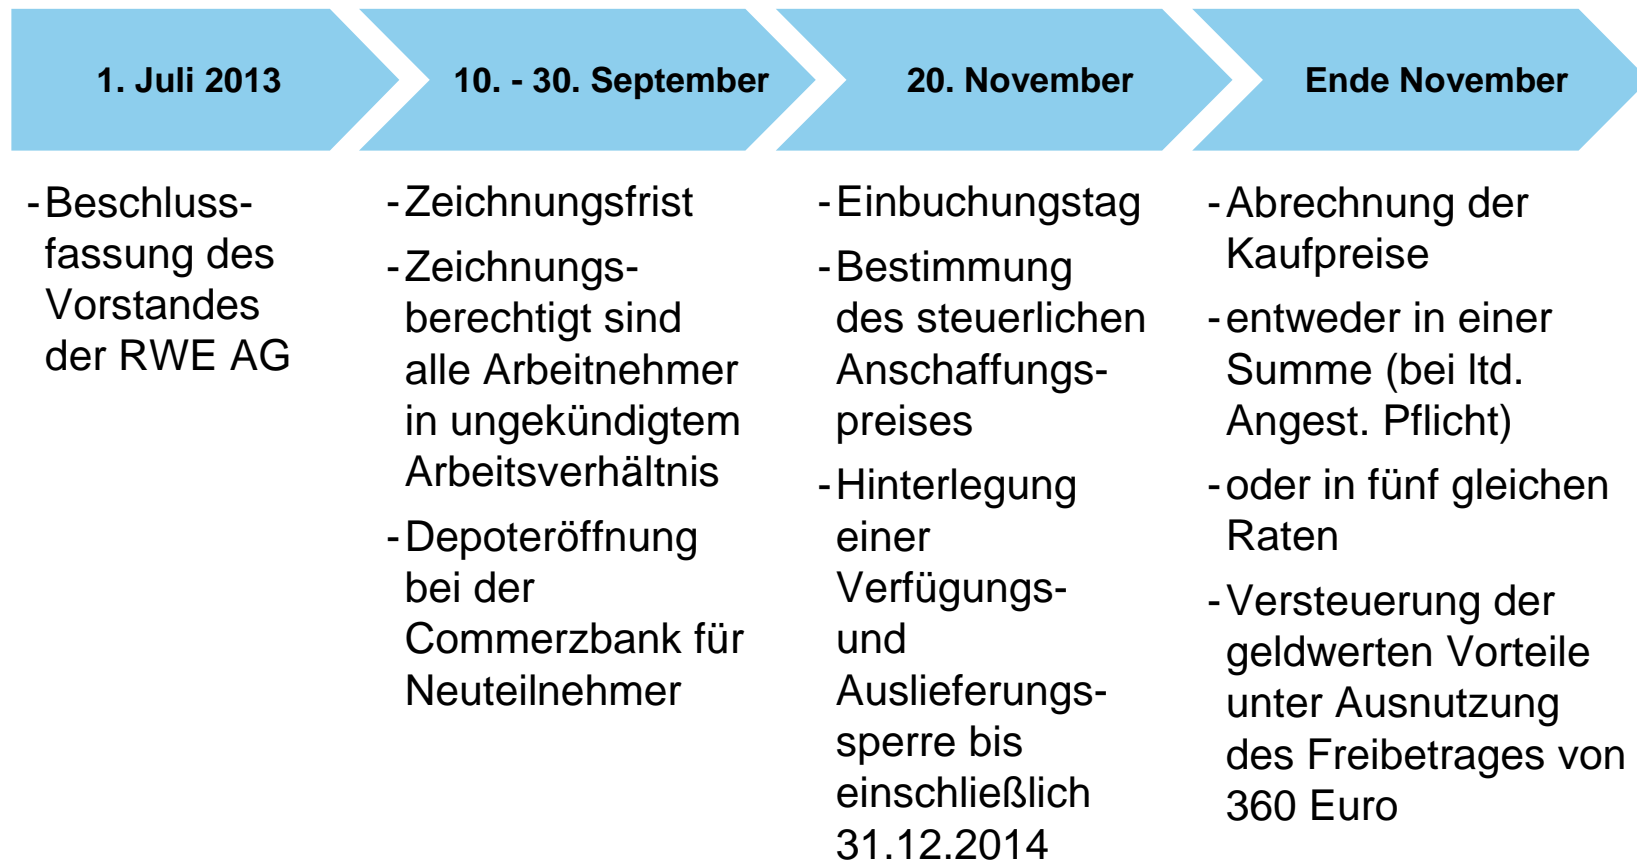 1. Juli 2013
10. - 30. September
20. November
Ende November
-Beschluss-
fassung des
Vorstandes
der RWE AG
-Zeichnungsfrist
-Zeichnungs-
berechtigt sind
alle Arbeitnehmer
in ungekündigtem
Arbeitsverhältnis
-Depoteröffnung
bei der
Commerzbank für
Neuteilnehmer
-Einbuchungstag
-Bestimmung
des steuerlichen
Anschaffungs-
preises
-Hinterlegung
einer
Verfügungs-
und
Auslieferungs-
sperre bis
einschließlich
31.12.2014
-Abrechnung der
Kaufpreise
-entweder in einer
Summe (bei ltd.
Angest. Pflicht)
-oder in fünf gleichen
Raten
-Versteuerung der
geldwerten Vorteile
unter Ausnutzung
des Freibetrages von
360 Euro